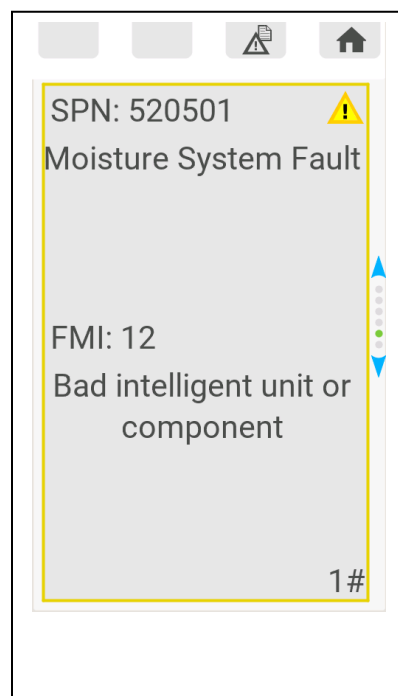 SPN: 520501
Moisture System Fault
FMI: 12
Bad intelligent unit or
component
1#